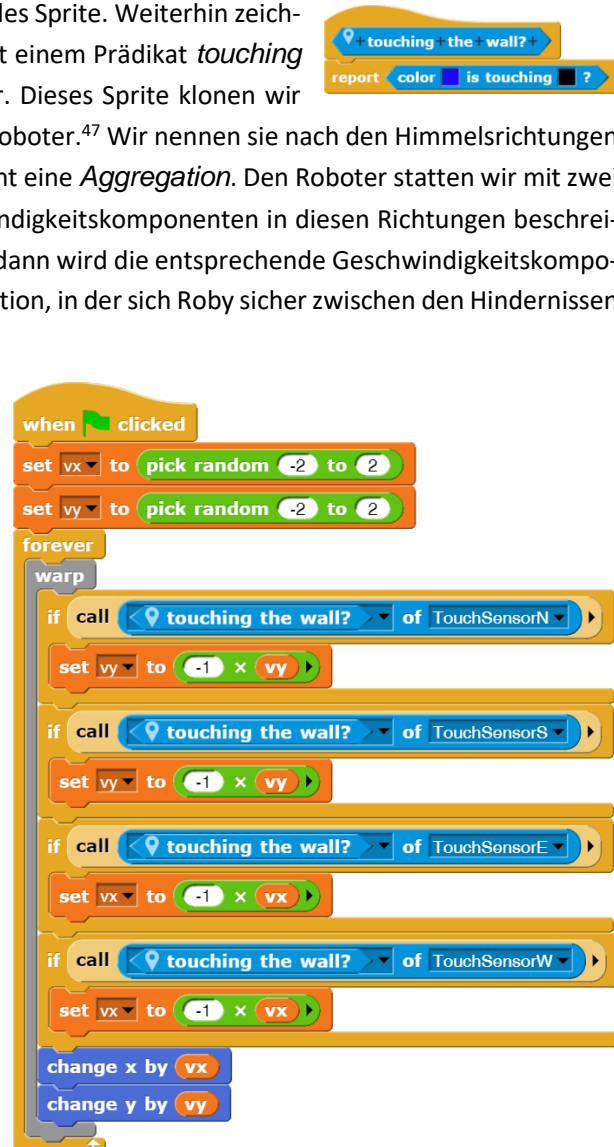 des Sprite. Weiterhin zeich-
t einem Prädikat touching
r. Dieses Sprite klonen wir
+ touching + the + wall? +
report color is touching ?
oboter.47 Wir nennen sie nach den Himmelsrichtungen
nt eine Aggregation. Den Roboter statten wir mit zwei
ndigkeitskomponenten in diesen Richtungen beschrei-
dann wird die entsprechende Geschwindigkeitskompo-
tion, in der sich Roby sicher zwischen den Hindernissen
when clicked
set vx to pick random -2 to 2
set vy to pick random -2 to 2
forever
warp
if call touching the wall? of TouchSensorN
set vy to -1 × vy
if call touching the wall? of TouchSensorS
set vy to -1 × vy
if call touching the wall? of TouchSensorE
set vx to -1 × vx
if call touching the wall? of TouchSensorW
set vx to -1 × vx
change x by vx
change y by vy